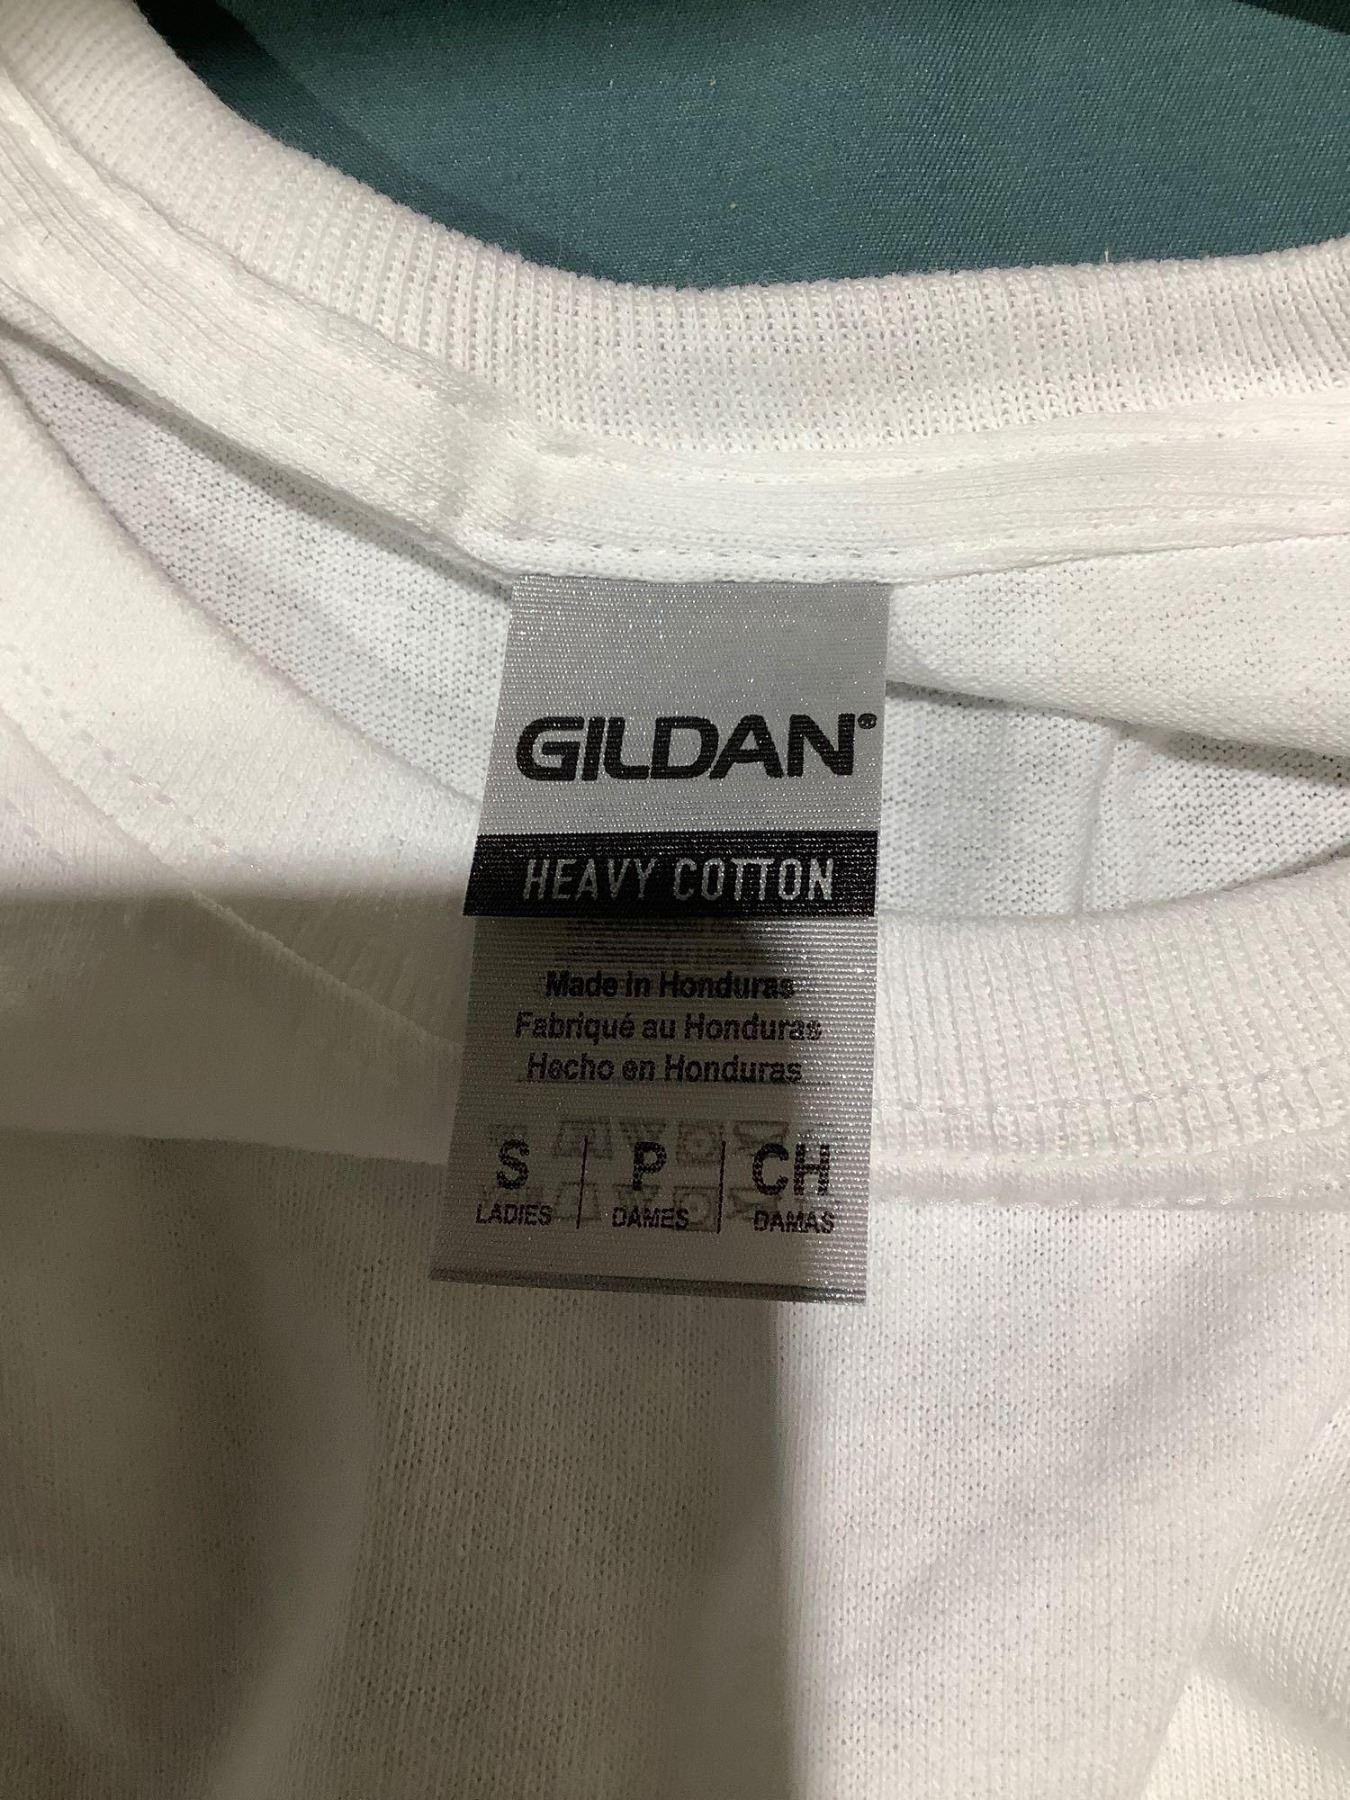 GILDAN®
HEAVY COTTON
Made in Honduras
Fabriqué au Honduras
Hecho en Honduras
S P CH
LADIES DAMES DAMAS